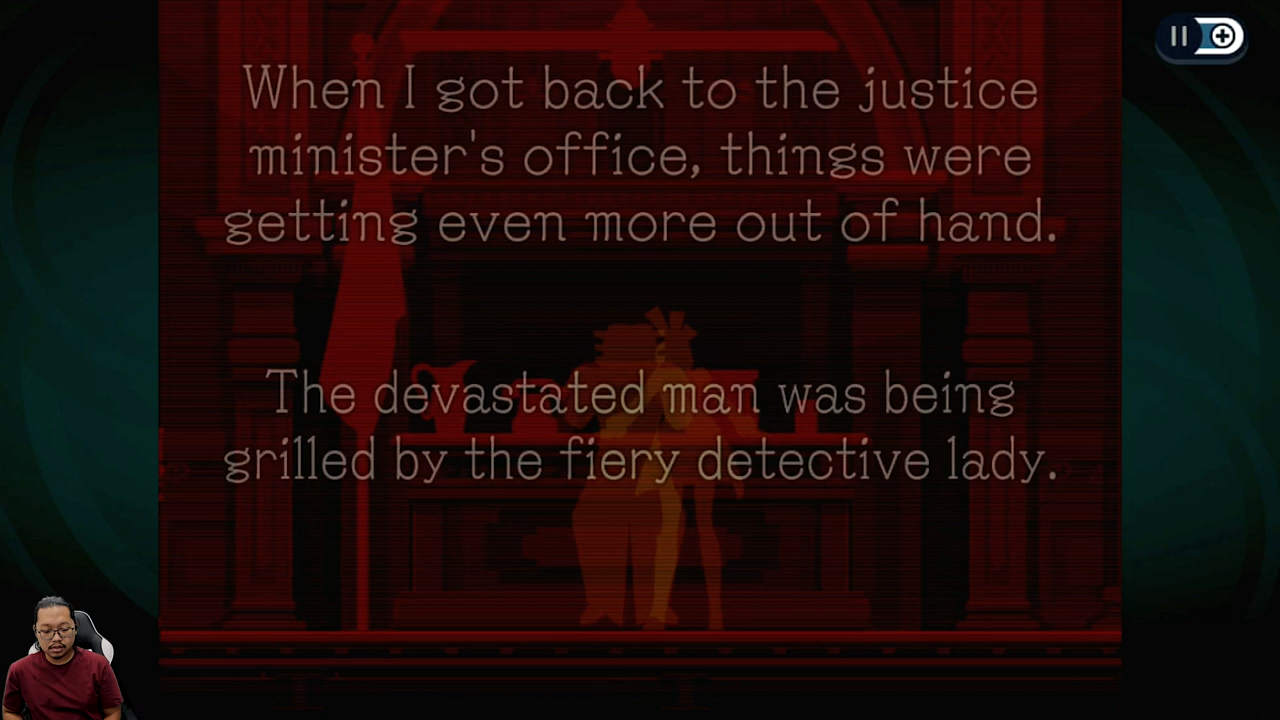 When I got back to the justice
minister's office, things were
getting even more out of hand.
The devastated man was being
grilled by the fiery detective lady.